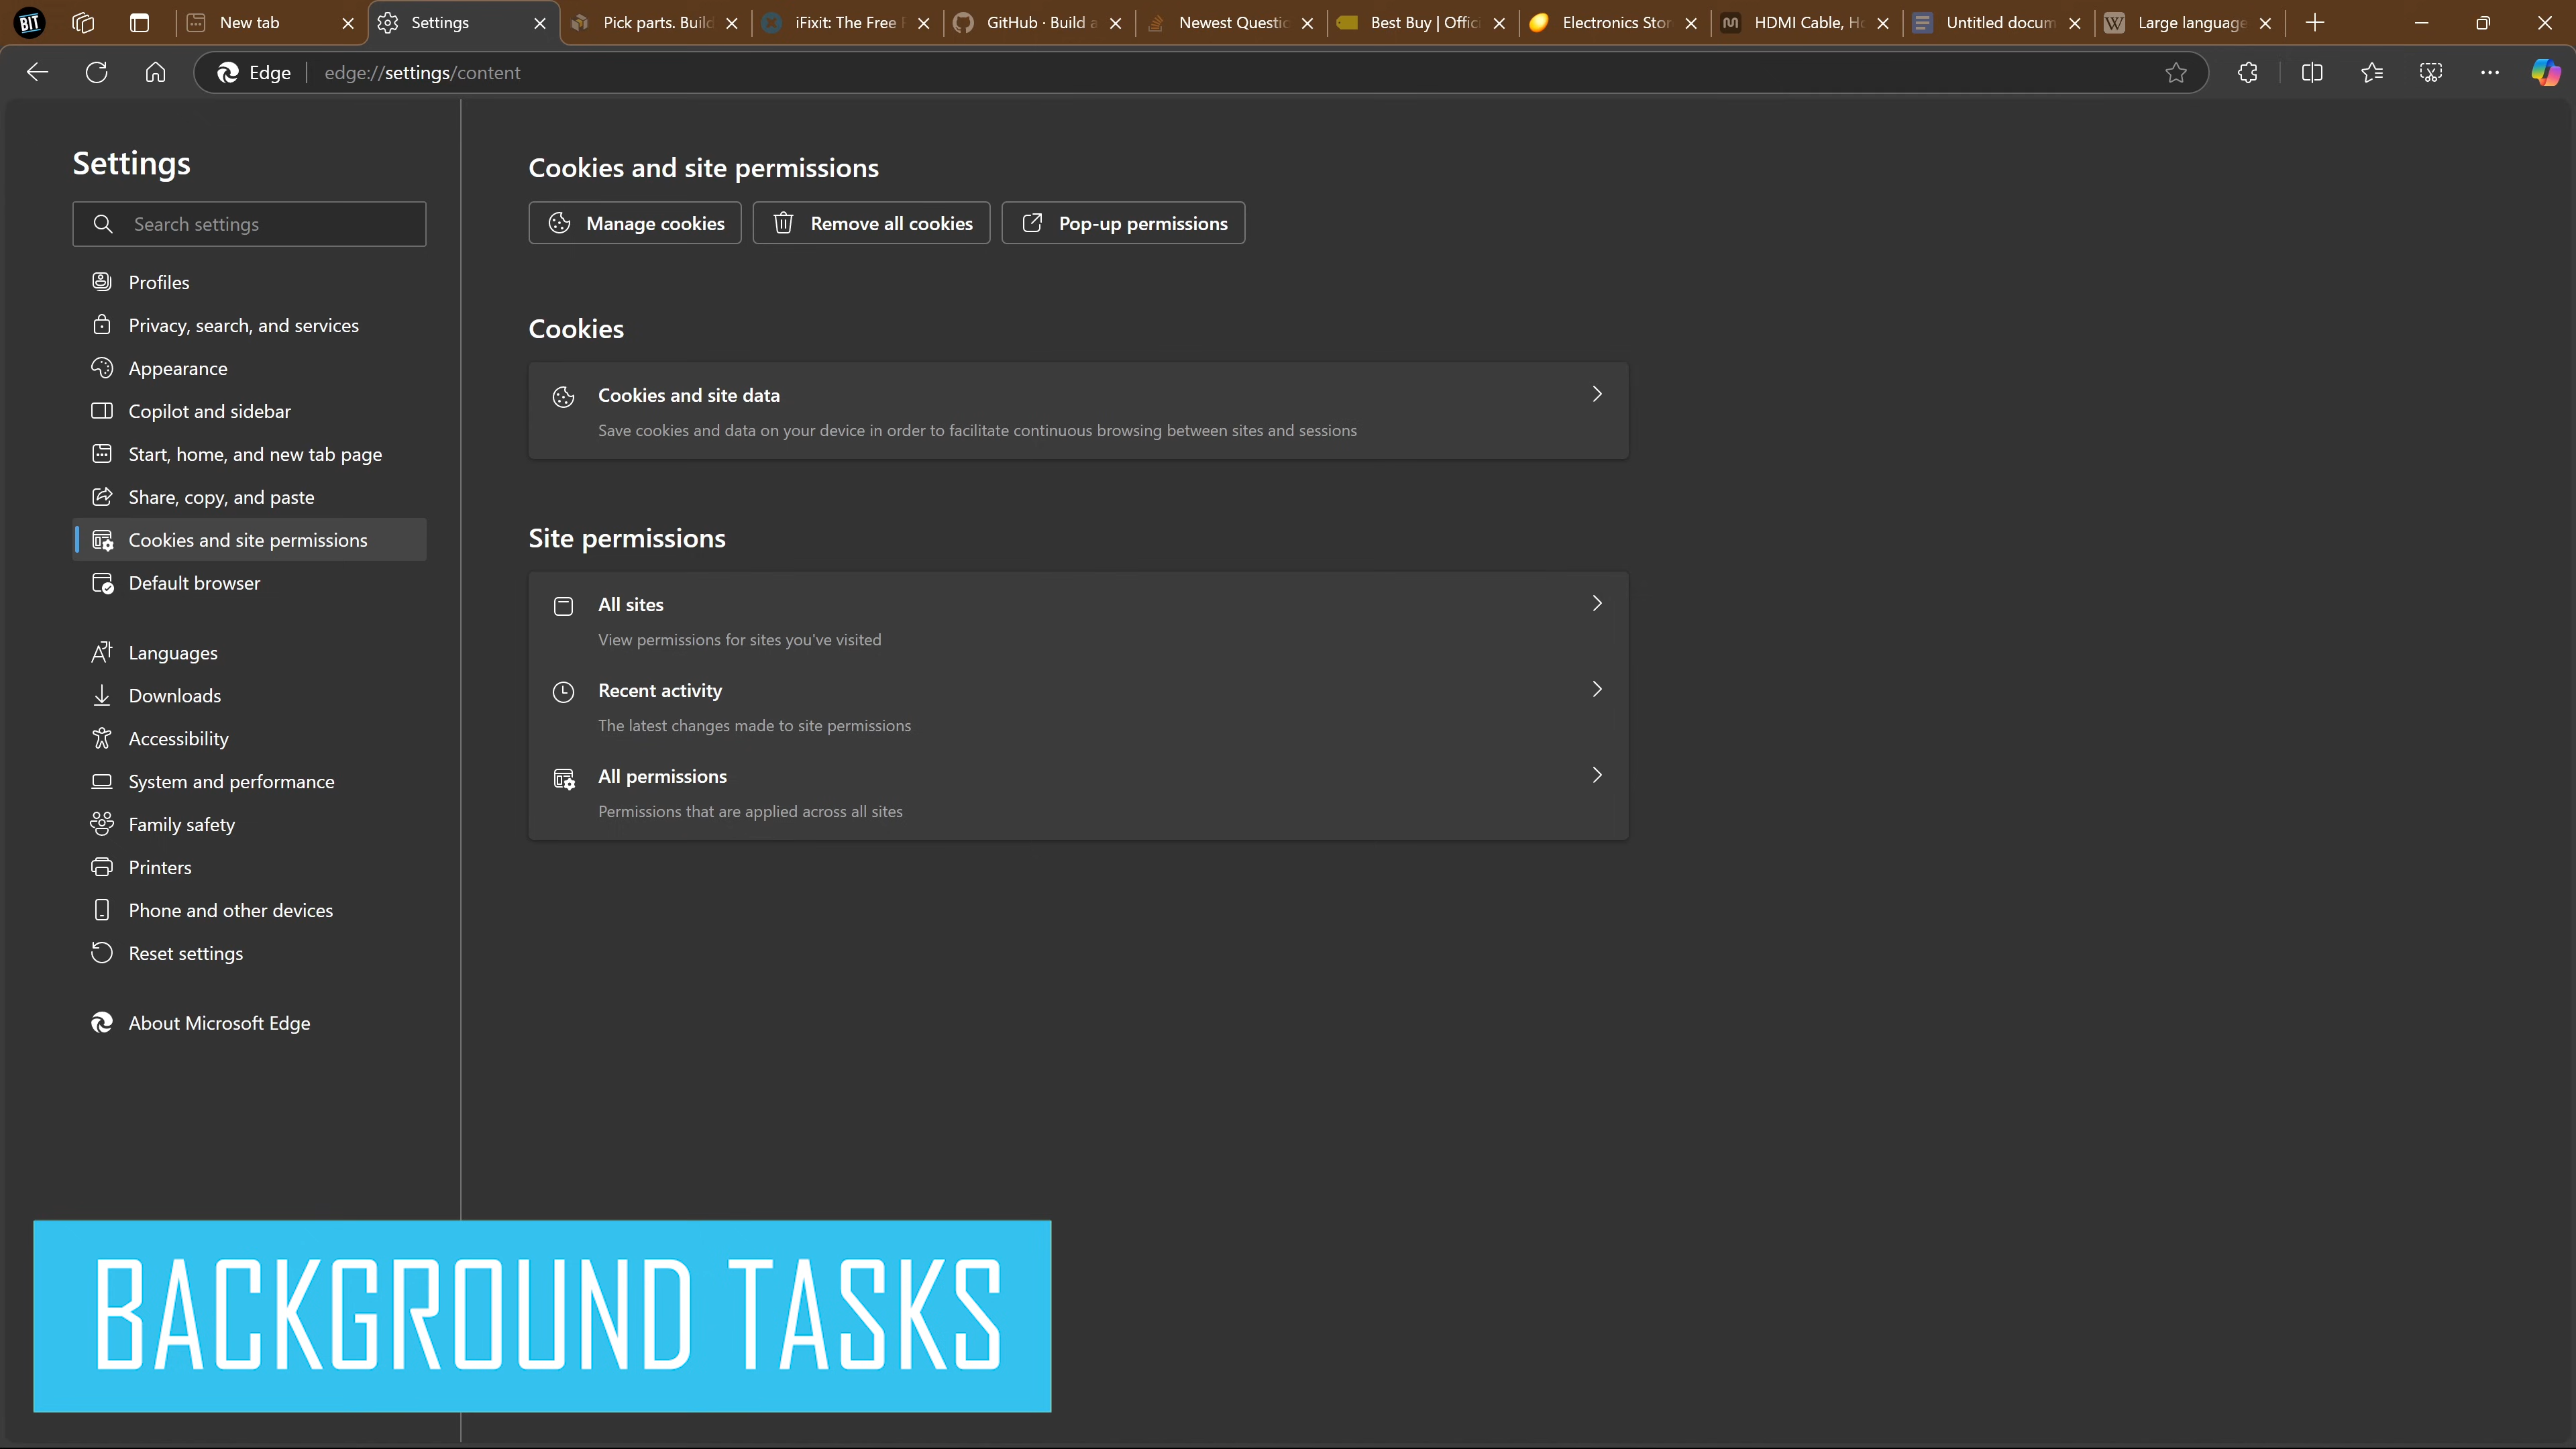 BIT
New tab
Settings
Pick parts. Build
iFixit: The Free
GitHub · Build a
Newest Questic
Best Buy | Offic
Electronics Stor
HDMI Cable, Ho
Untitled docum
Large language
Edge
edge://settings/content
Settings
Search settings
Profiles
Privacy, search, and services
Appearance
Copilot and sidebar
Start, home, and new tab page
Share, copy, and paste
Cookies and site permissions
Default browser
Languages
Downloads
Accessibility
System and performance
Family safety
Printers
Phone and other devices
Reset settings
About Microsoft Edge
Cookies and site permissions
Manage cookies
Remove all cookies
Pop-up permissions
Cookies
Cookies and site data
Save cookies and data on your device in order to facilitate continuous browsing between sites and sessions
Site permissions
All sites
View permissions for sites you've visited
Recent activity
The latest changes made to site permissions
All permissions
Permissions that are applied across all sites
BACKGROUND TASKS